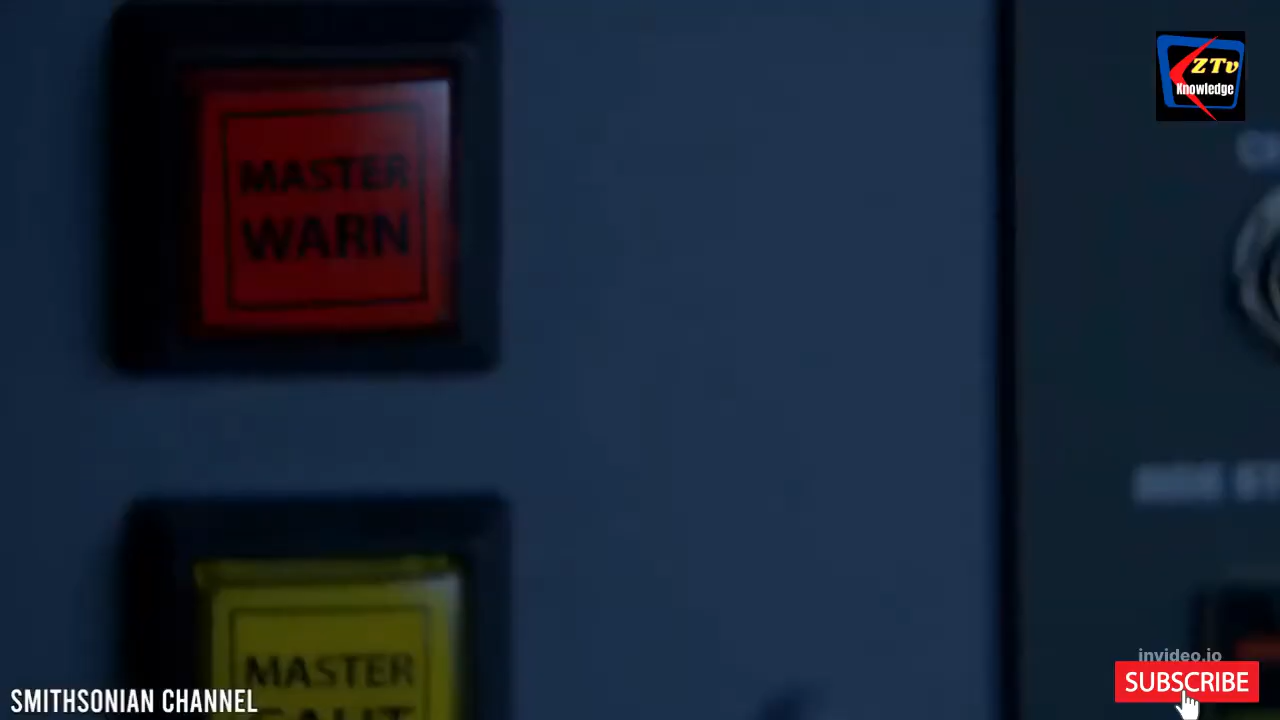 ZTv
Knowledge
MASTER
WARN
MASTER
invideo.io
SUBSCRIBE
SMITHSONIAN CHANNEL